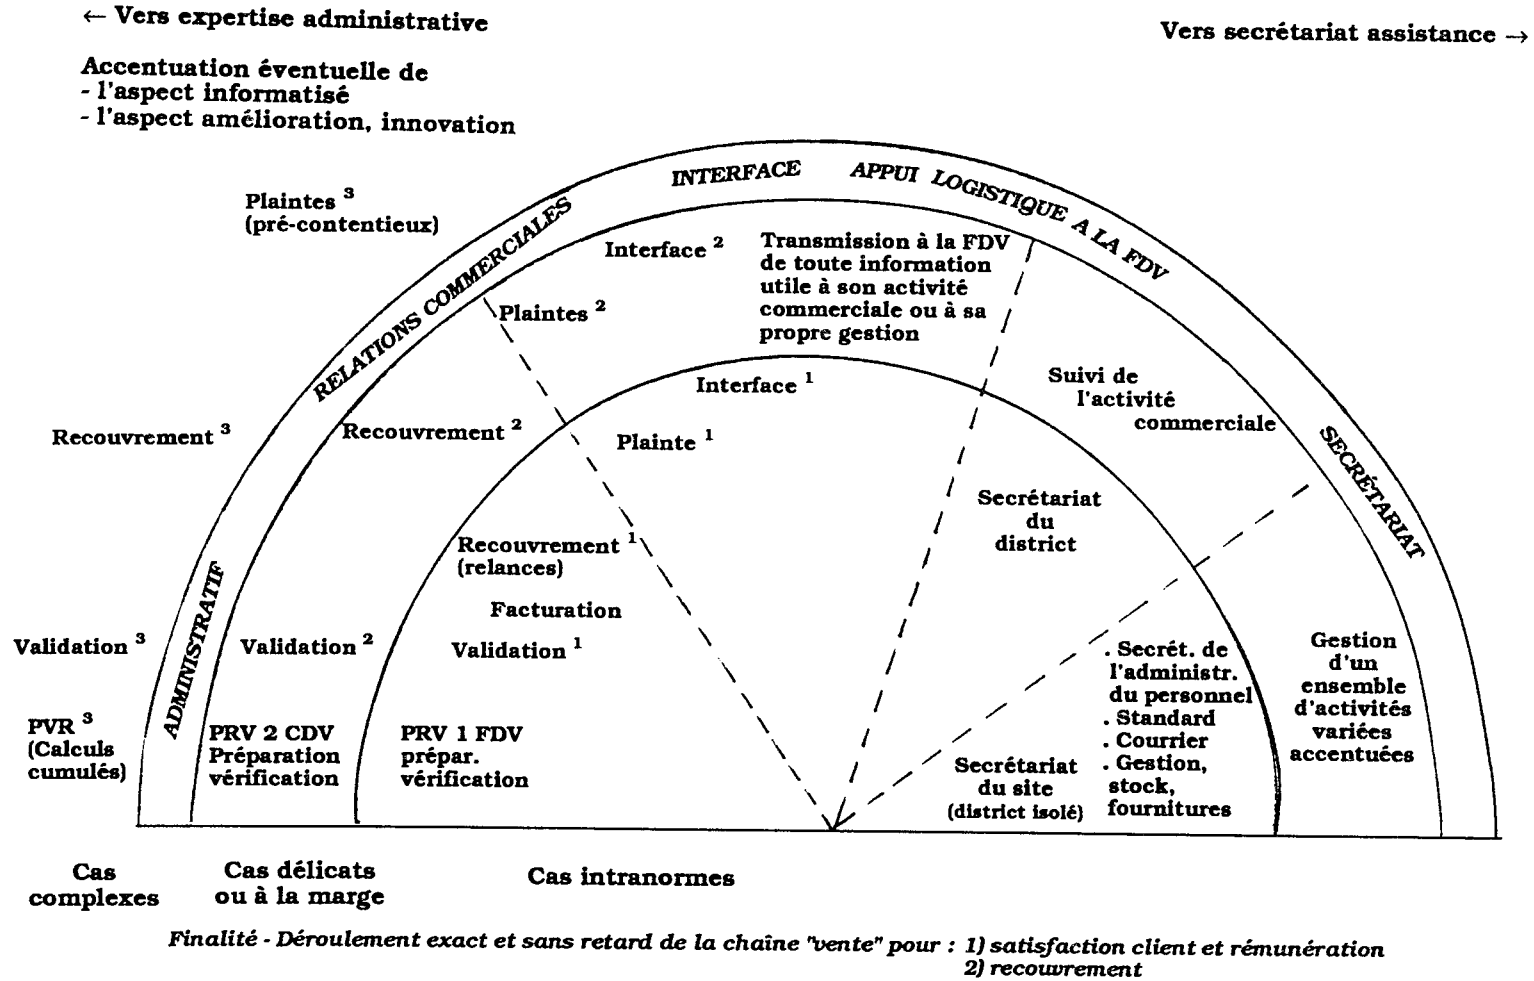 ← Vers expertise administrative
Vers secrétariat assistance →
Accentuation éventuelle de
- l'aspect informatisé
- l'aspect amélioration, innovation
INTERFACE
APPUI LOGISTIQUE A LA FDV
RELATIONS COMMERCIALES
SECRÉTARIAT
ADMINISTRATIF
Plaintes 3
(pré-contentieux)
Interface 2
Transmission à la FDV
de toute information
utile à son activité
commerciale ou à sa
propre gestion
Plaintes 2
Interface 1
Suivi de
l'activité
commerciale
Recouvrement 3
Recouvrement 2
Plainte 1
Secrétariat
du
district
Recouvrement 1
(relances)
Facturation
Validation 3
Validation 2
Validation 1
. Secrét. de
l'administr.
du personnel
. Standard
. Courrier
. Gestion,
stock,
fournitures
Gestion
d'un
ensemble
d'activités
variées
accentuées
PVR 3
(Calculs
cumulés)
PRV 2 CDV
Préparation
vérification
PRV 1 FDV
prépar.
vérification
Secrétariat
du site
(district isolé)
Cas
complexes
Cas délicats
ou à la marge
Cas intranormes
Finalité - Déroulement exact et sans retard de la chaîne "vente" pour : 1) satisfaction client et rémunération
2) recouvrement